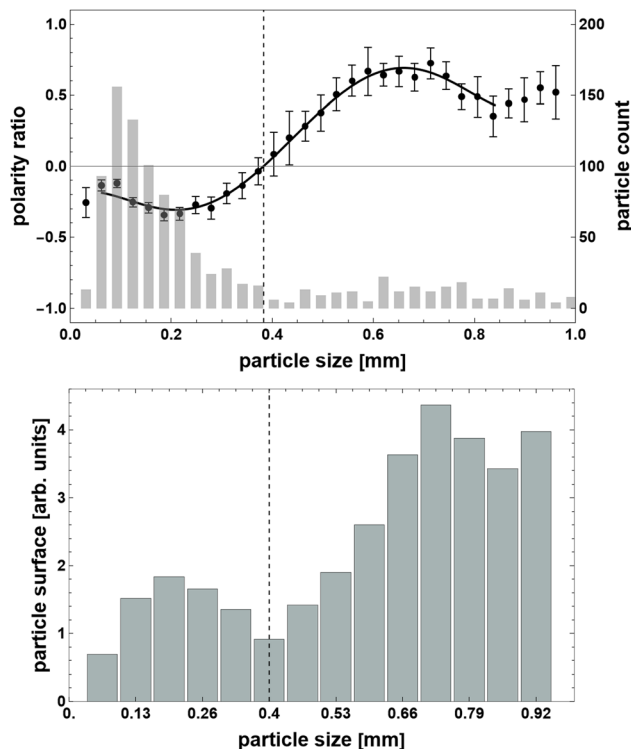 1.0 200
0.5 150
0.0 100
−0.5 50
−1.0 0
polarity ratio
particle count
0.0 0.2 0.4 0.6 0.8 1.0
particle size [mm]
4
3
2
1
0
particle surface [arb. units]
0. 0.13 0.26 0.4 0.53 0.66 0.79 0.92
particle size [mm]